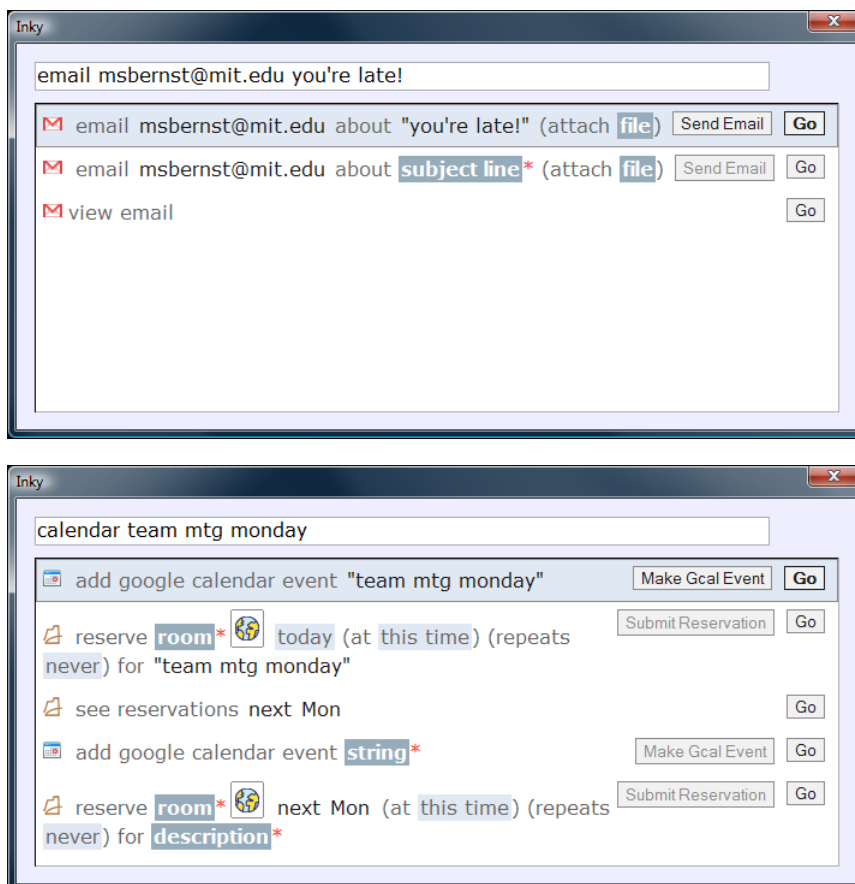 Inky
x
email msbernst@mit.edu you're late!
email msbernst@mit.edu about "you're late!" (attach file) Send Email Go
email msbernst@mit.edu about subject line* (attach file) Send Email Go
view email Go
Inky
x
calendar team mtg monday
add google calendar event "team mtg monday" Make Gcal Event Go
reserve room* today (at this time) (repeats Submit Reservation Go
never) for "team mtg monday"
see reservations next Mon Go
add google calendar event string* Make Gcal Event Go
reserve room* next Mon (at this time) (repeats Submit Reservation Go
never) for description*